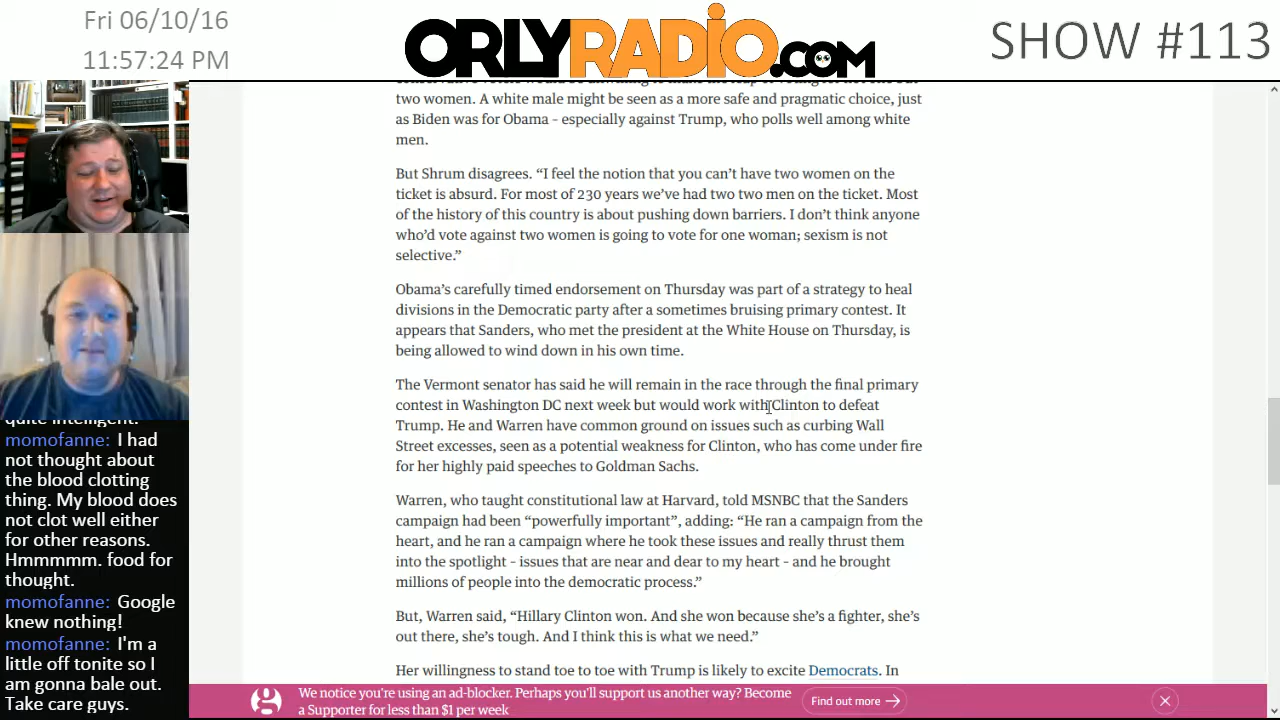 Fri 06/10/16
11:57:24 PM
ORLYRADIO.COM
SHOW #113
two women. A white male might be seen as a more safe and pragmatic choice, just
as Biden was for Obama – especially against Trump, who polls well among white
men.
But Shrum disagrees. “I feel the notion that you can’t have two women on the
ticket is absurd. For most of 230 years we’ve had two two men on the ticket. Most
of the history of this country is about pushing down barriers. I don’t think anyone
who’d vote against two women is going to vote for one woman; sexism is not
selective.”
Obama’s carefully timed endorsement on Thursday was part of a strategy to heal
divisions in the Democratic party after a sometimes bruising primary contest. It
appears that Sanders, who met the president at the White House on Thursday, is
being allowed to wind down in his own time.
The Vermont senator has said he will remain in the race through the final primary
contest in Washington DC next week but would work with Clinton to defeat
Trump. He and Warren have common ground on issues such as curbing Wall
Street excesses, seen as a potential weakness for Clinton, who has come under fire
for her highly paid speeches to Goldman Sachs.
Warren, who taught constitutional law at Harvard, told MSNBC that the Sanders
campaign had been “powerfully important”, adding: “He ran a campaign from the
heart, and he ran a campaign where he took these issues and really thrust them
into the spotlight – issues that are near and dear to my heart – and he brought
millions of people into the democratic process.”
But, Warren said, “Hillary Clinton won. And she won because she’s a fighter, she’s
out there, she’s tough. And I think this is what we need.”
Her willingness to stand toe to toe with Trump is likely to excite Democrats. In
quite intelligent.
momofanne: I had
not thought about
the blood clotting
thing. My blood does
not clot well either
for other reasons.
Hmmmmm. food for
thought.
momofanne: Google
knew nothing!
momofanne: I'm a
little off tonite so I
am gonna bale out.
Take care guys.
We notice you're using an ad-blocker. Perhaps you'll support us another way? Become
a Supporter for less than $1 per week
Find out more